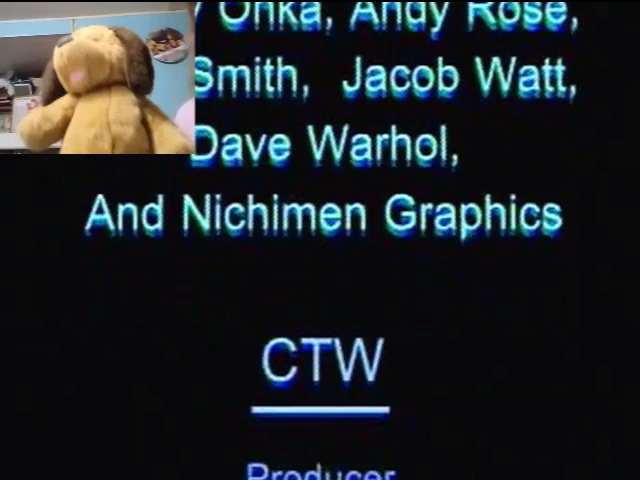 Onka, Andy Rose,
Smith, Jacob Watt,
Dave Warhol,
And Nichimen Graphics
CTW
Producer